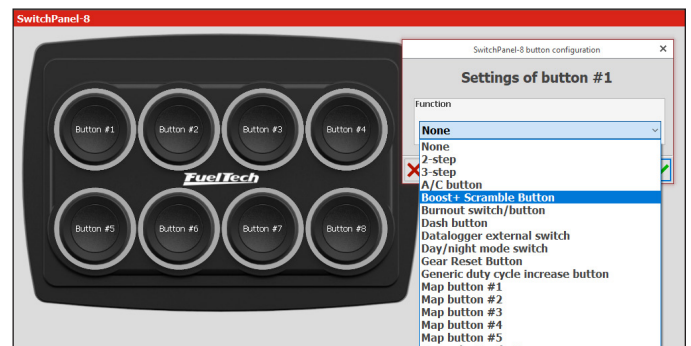 SwitchPanel-8
SwitchPanel-8 button configuration
Settings of button #1
Function
None
None
2-step
3-step
A/C button
Boost+ Scramble Button
Burnout switch/button
Dash button
Datalogger external switch
Day/night mode switch
Gear Reset Button
Generic duty cycle increase button
Map button #1
Map button #2
Map button #3
Map button #4
Map button #5
Button #1
Button #2
Button #3
Button #4
FuelTech
Button #5
Button #6
Button #7
Button #8